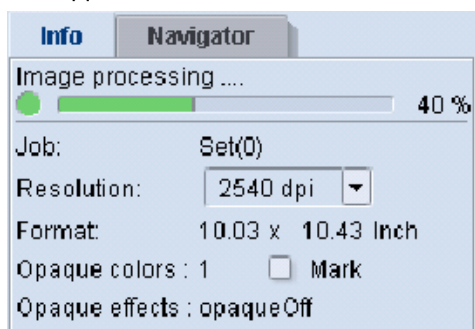 Info Navigator
Image processing ....
40 %
Job: Set(0)
Resolution: 2540 dpi
Format: 10.03 x 10.43 Inch
Opaque colors : 1 Mark
Opaque effects : opaqueOff